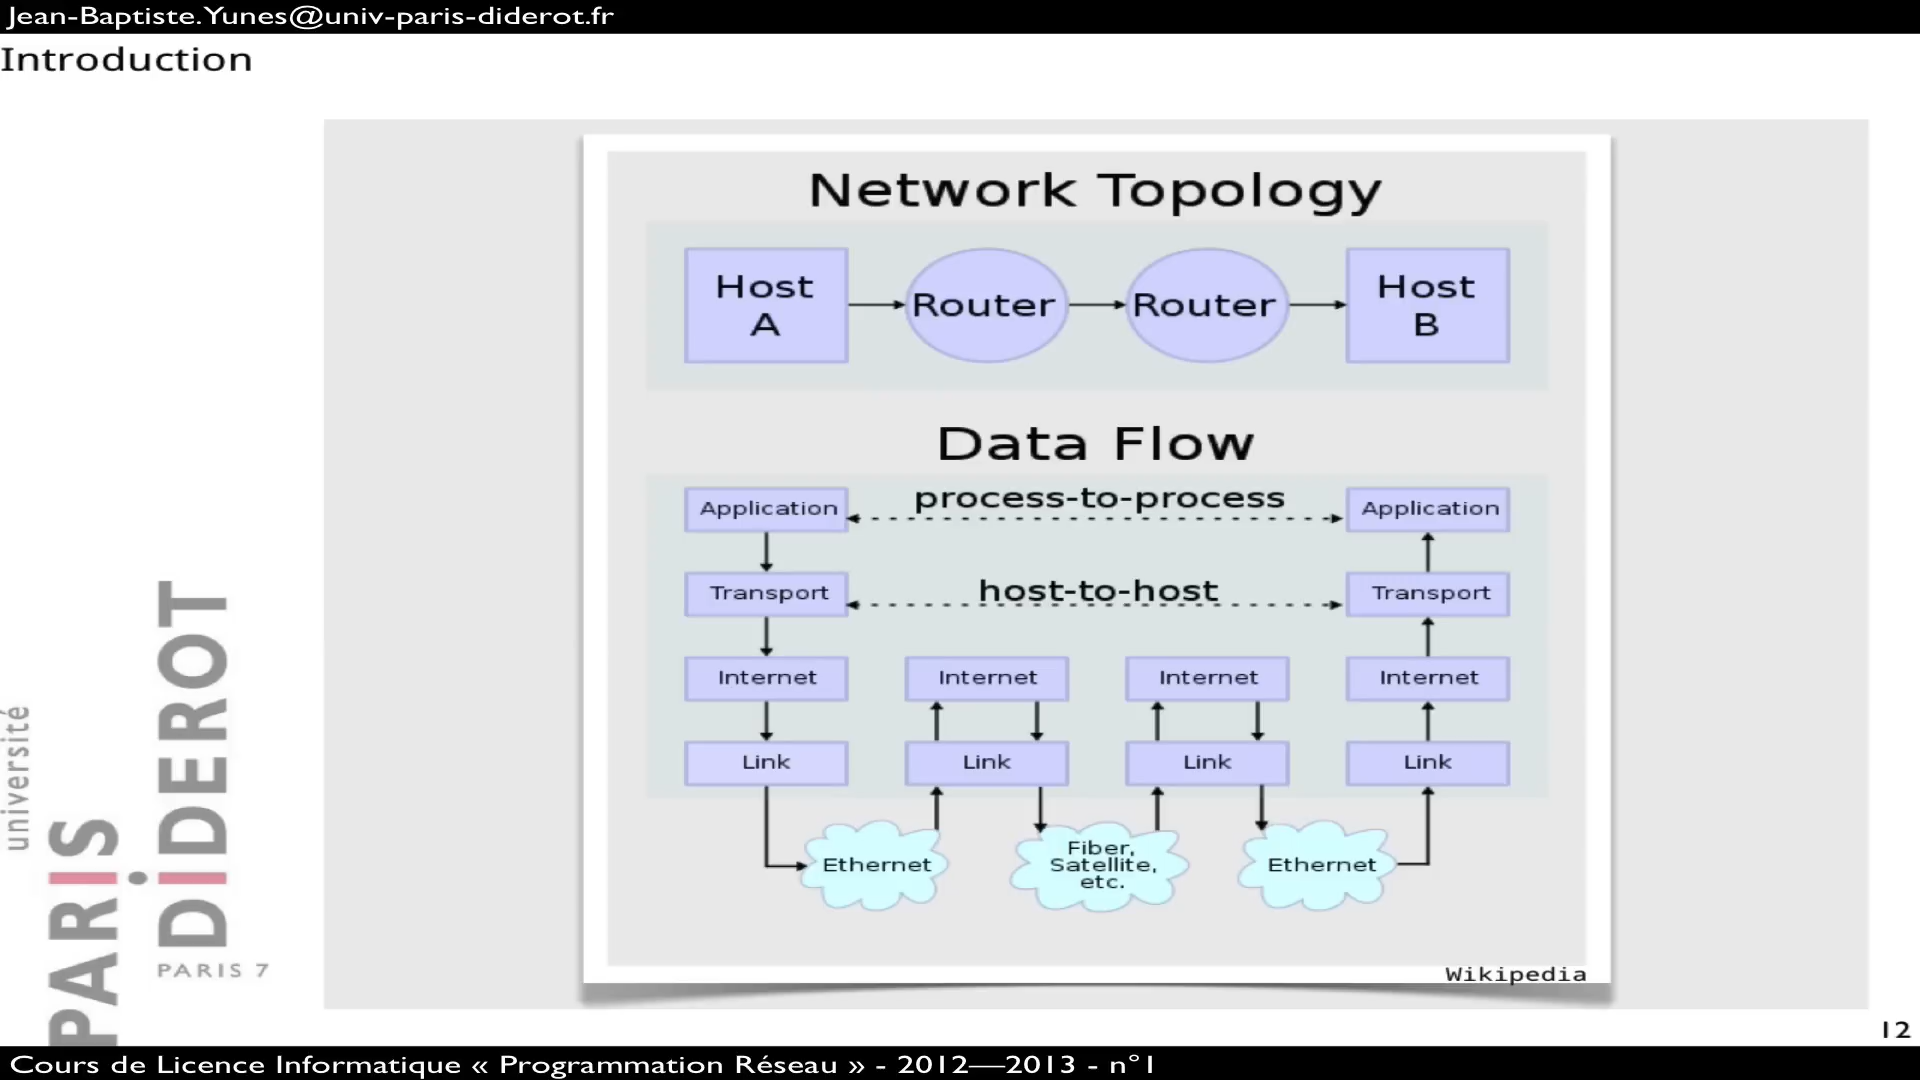 Jean-Baptiste.Yunes@univ-paris-diderot.fr
Introduction
Network Topology
Host
A
Router
Router
Host
B
Data Flow
Application
process-to-process
Application
Transport
host-to-host
Transport
Internet
Internet
Internet
Internet
Link
Link
Link
Link
Ethernet
Fiber,
Satellite,
etc.
Ethernet
Wikipedia
université
PARIS
DiDEROT
PARIS 7
12
Cours de Licence Informatique « Programmation Réseau » - 2012—2013 - n°1